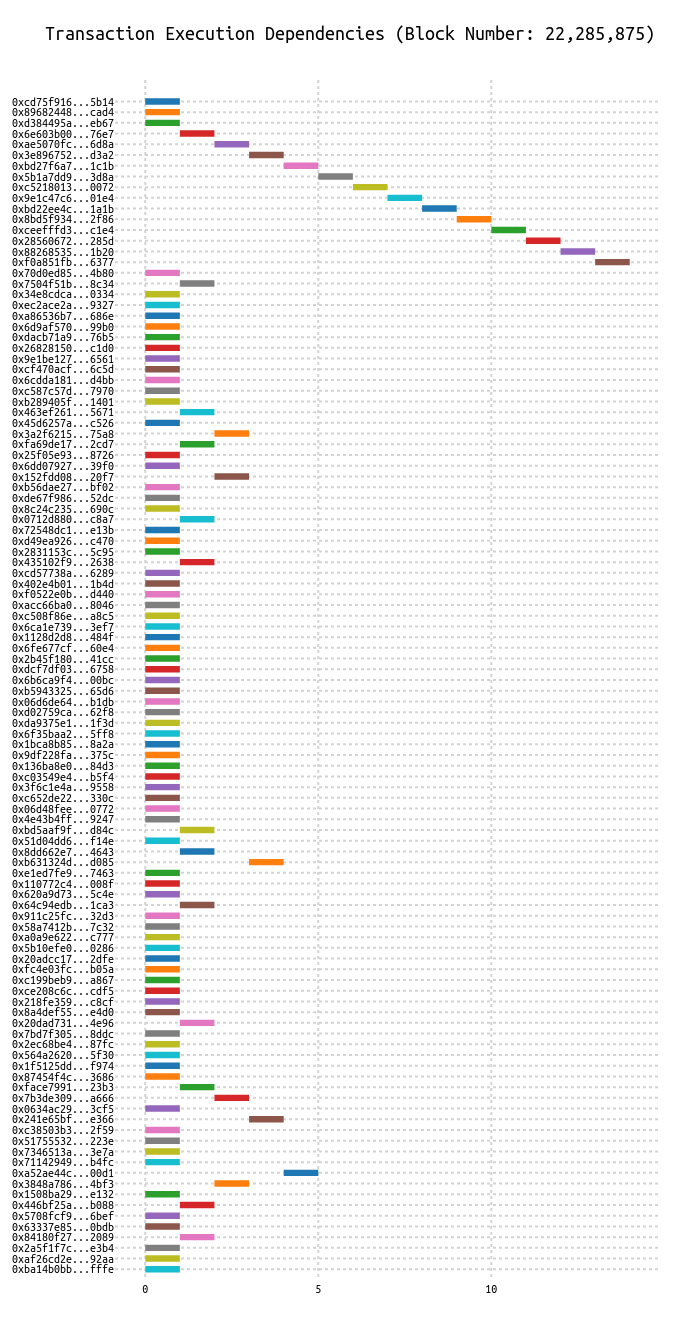 Transaction Execution Dependencies (Block Number: 22,285,875)
0xcd75f916...5b14
0x89682448...cad4
0xd384495a...eb67
0x6e603b00...76e7
0xae5070fc...6d8a
0x3e896752...d3a2
0xbd27f6a7...1c1b
0x5b1a7dd9...3d8a
0xc5218013...0072
0x9e1c47c6...01e4
0xbd22ee4c...1a1b
0x8bd5f934...2f86
0xceefffd3...c1e4
0x28560672...285d
0x88268535...1b20
0xf0a851fb...6377
0x70d0ed85...4b80
0x7504f51b...8c34
0x34e8cdca...0334
0xec2ace2a...9327
0xa86536b7...686e
0x6d9af570...99b0
0xdacb71a9...76b5
0x26828150...c1d0
0x9e1be127...6561
0xcf470acf...6c5d
0x6cdda181...d4bb
0xc587c57d...7970
0xb289405f...1401
0x463ef261...5671
0x45d6257a...c526
0x3a2f6215...75a8
0xfa69de17...2cd7
0x25f05e93...8726
0x6dd07927...39f0
0x152fdd08...20f7
0xb56dae27...bf02
0xde67f986...52dc
0x8c24c235...690c
0x0712d880...c8a7
0x72548dc1...e13b
0xd49ea926...c470
0x2831153c...5c95
0x435102f9...2638
0xcd57738a...6289
0x402e4b01...1b4d
0xf0522e0b...d440
0xacc66ba0...8046
0xc508f86e...a8c5
0x6ca1e739...3ef7
0x1128d2d8...484f
0x6fe677cf...60e4
0x2b45f180...41cc
0xdcf7df03...6758
0x6b6ca9f4...00bc
0xb5943325...65d6
0x06d6de64...b1db
0xd02759ca...62f8
0xda9375e1...1f3d
0x6f35baa2...5ff8
0x1bca8b85...8a2a
0x9df228fa...375c
0x136ba8e0...84d3
0xc03549e4...b5f4
0x3f6c1e4a...9558
0xc652de22...330c
0x06d48fee...0772
0x4e43b4ff...9247
0xbd5aaf9f...d84c
0x51d04dd6...f14e
0x8dd662e7...4643
0xb631324d...d085
0xe1ed7fe9...7463
0x110772c4...008f
0x620a9d73...5c4e
0x64c94edb...1ca3
0x911c25fc...32d3
0x58a7412b...7c32
0xa0a9e622...c777
0x5b10efe0...0286
0x20adcc17...2dfe
0xfc4e03fc...b05a
0xc199beb9...a867
0xce208c6c...cdf5
0x218fe359...c8cf
0x8a4def55...e4d0
0x20dad731...4e96
0x7bd7f305...8ddc
0x2ec68be4...87fc
0x564a2620...5f30
0x1f5125dd...f974
0x87454f4c...3686
0xface7991...23b3
0x7b3de309...a666
0x0634ac29...3cf5
0x241e65bf...e366
0xc38503b3...2f59
0x51755532...223e
0x7346513a...3e7a
0x71142949...b4fc
0xa52ae44c...00d1
0x3848a786...4bf3
0x1508ba29...e132
0x446bf25a...b088
0x5708fcf9...6bef
0x63337e85...0bdb
0x84180f27...2089
0x2a5f1f7c...e3b4
0xaf26cd2e...92aa
0xba14b0bb...fffe
0 5 10